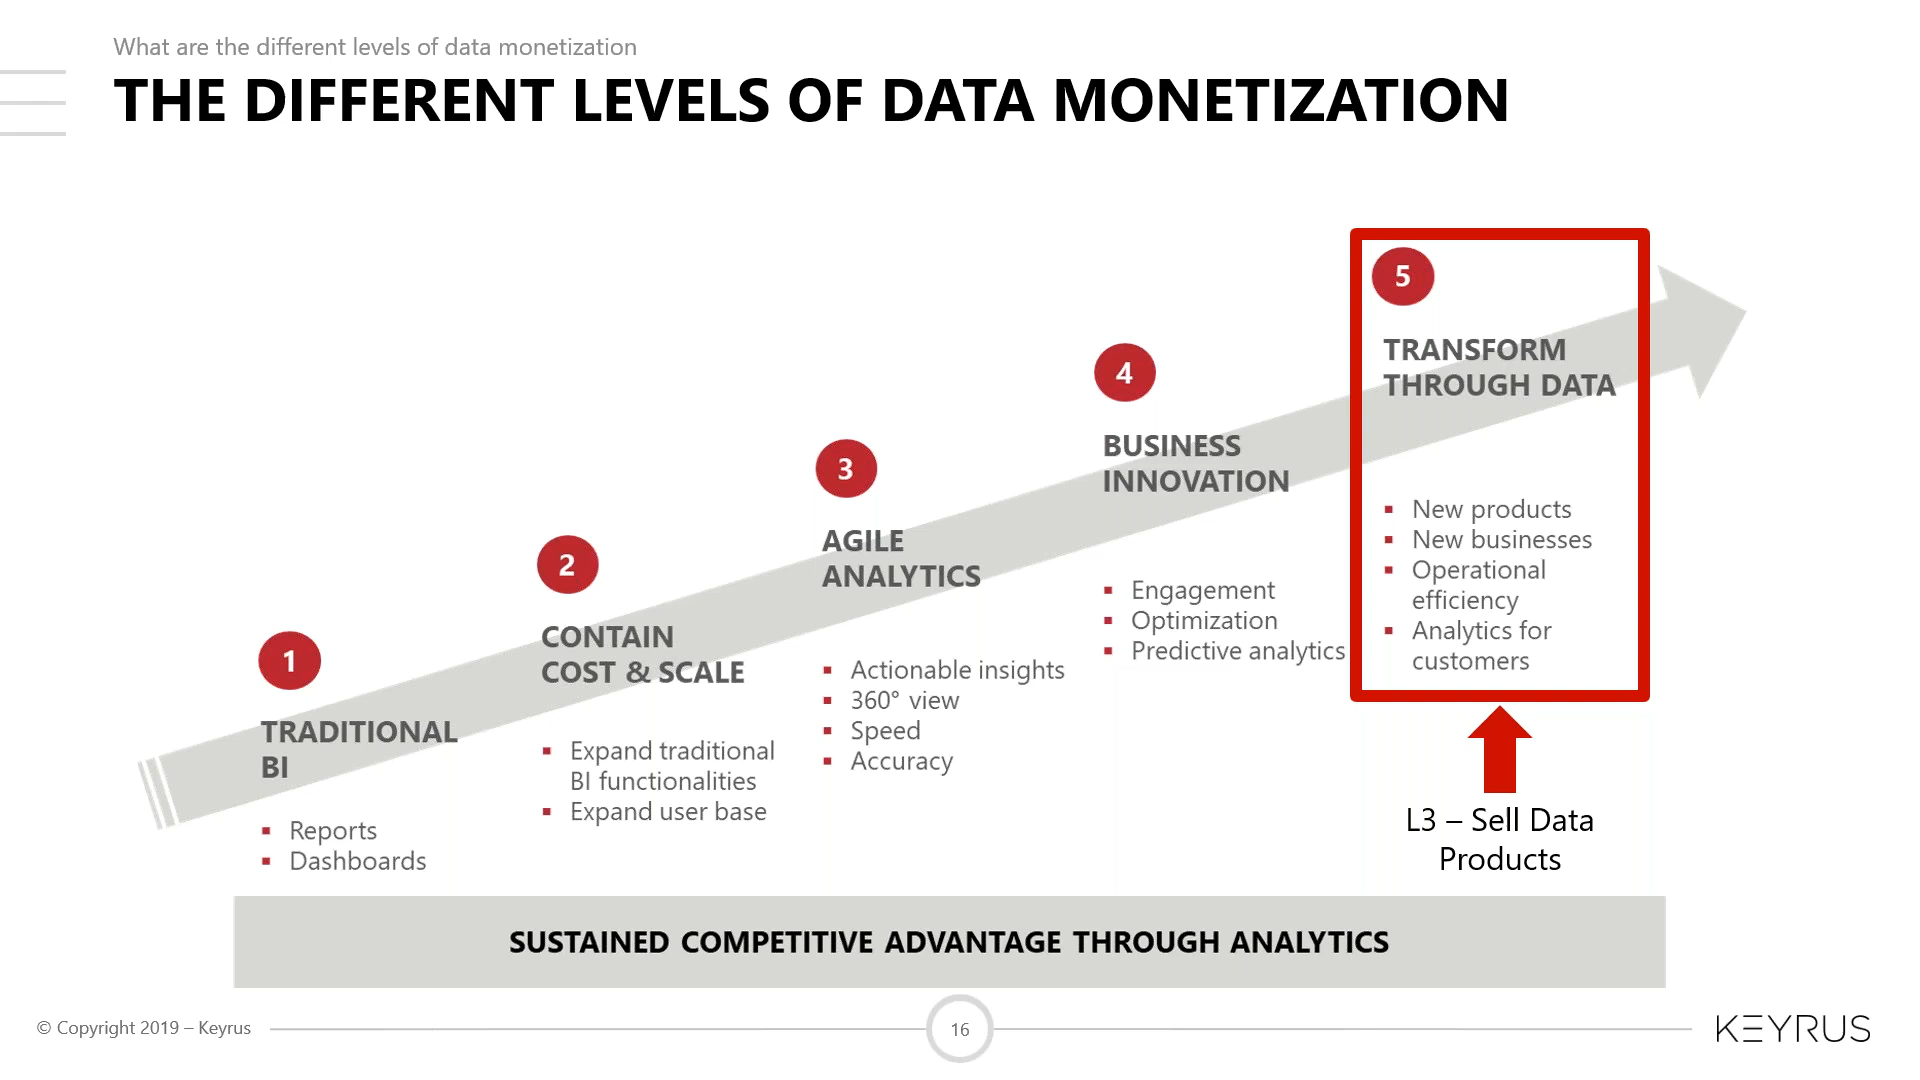 What are the different levels of data monetization
THE DIFFERENT LEVELS OF DATA MONETIZATION
1
TRADITIONAL
BI
Reports
Dashboards
2
CONTAIN
COST & SCALE
Expand traditional
BI functionalities
Expand user base
3
AGILE
ANALYTICS
Actionable insights
360° view
Speed
Accuracy
4
BUSINESS
INNOVATION
Engagement
Optimization
Predictive analytics
5
TRANSFORM
THROUGH DATA
New products
New businesses
Operational
efficiency
Analytics for
customers
L3 – Sell Data
Products
SUSTAINED COMPETITIVE ADVANTAGE THROUGH ANALYTICS
© Copyright 2019 – Keyrus
16
KEYRUS